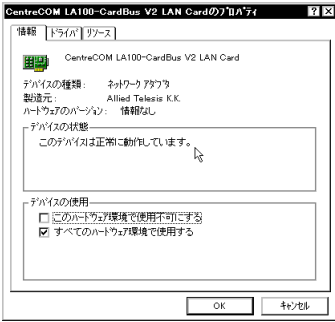 CentreCOM LA100-CardBus V2 LAN Cardのﾌﾟﾛﾊﾟﾃｨ
情報 ﾄﾞﾗｲﾊﾞ ﾘｿｰｽ
CentreCOM LA100-CardBus V2 LAN Card
ﾃﾞﾊﾞｲｽの種類: ﾈｯﾄﾜｰｸ ｱﾀﾞﾌﾟﾀ
製造元: Allied Telesis K.K.
ﾊｰﾄﾞｳｪｱのﾊﾞｰｼﾞｮﾝ: 情報なし
ﾃﾞﾊﾞｲｽの状態
このﾃﾞﾊﾞｲｽは正常に動作しています。
ﾃﾞﾊﾞｲｽの使用
このﾊｰﾄﾞｳｪｱ環境で使用不可にする
すべてのﾊｰﾄﾞｳｪｱ環境で使用する
OK ｷｬﾝｾﾙ